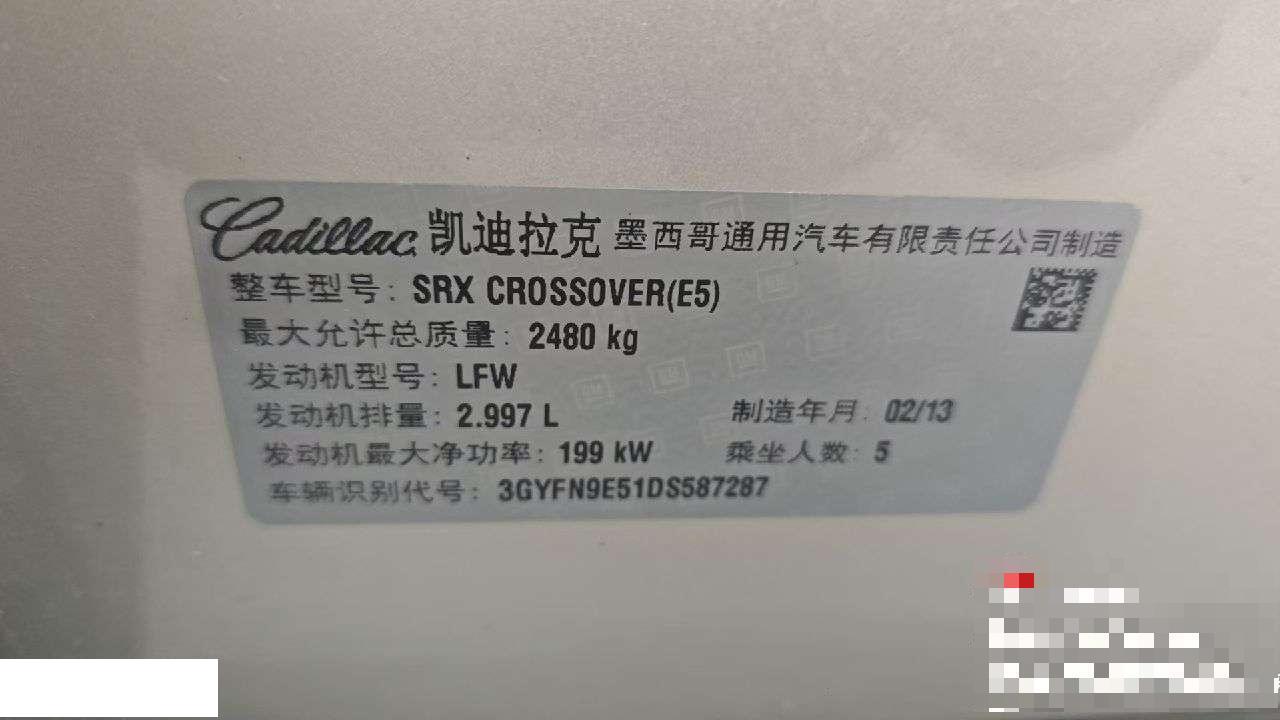 Cadillac 凯迪拉克 墨西哥通用汽车有限责任公司制造
整车型号: SRX CROSSOVER(E5)
最大允许总质量: 2480 kg
发动机型号: LFW
发动机排量: 2.997 L 制造年月: 02/13
发动机最大净功率: 199 kW 乘坐人数: 5
车辆识别代号: 3GYFN9E51DS587287